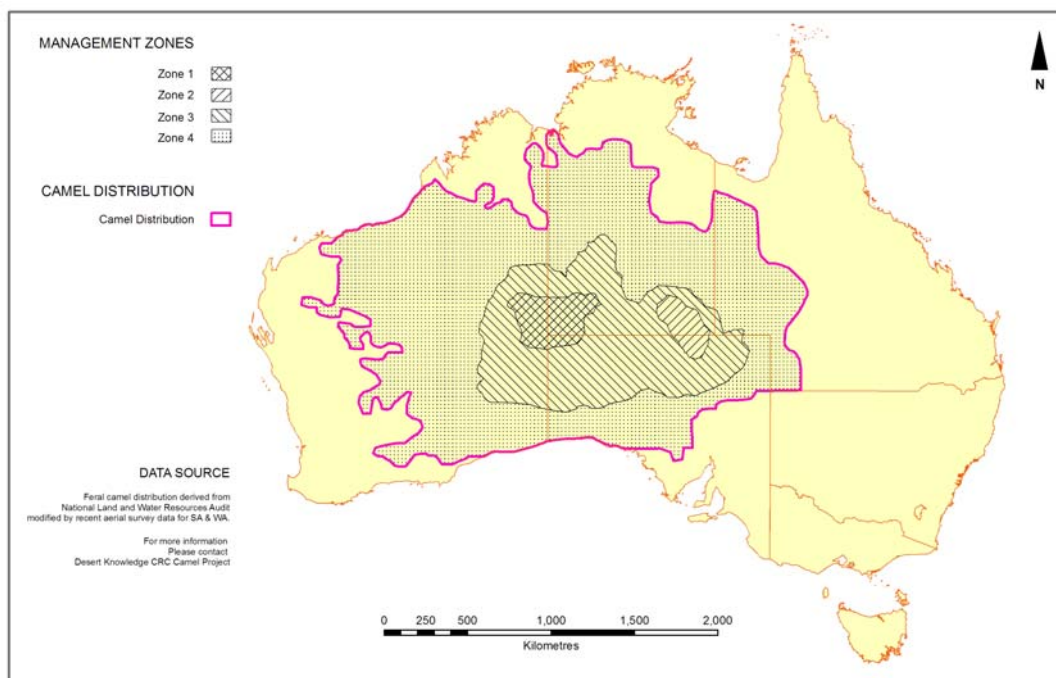 MANAGEMENT ZONES
Zone 1
Zone 2
Zone 3
Zone 4
CAMEL DISTRIBUTION
Camel Distribution
N
DATA SOURCE
Feral camel distribution derived from
National Land and Water Resources Audit
modified by recent aerial survey data for SA & WA.
For more information
Please contact
Desert Knowledge CRC Camel Project
0 250 500 1,000 1,500 2,000
Kilometres